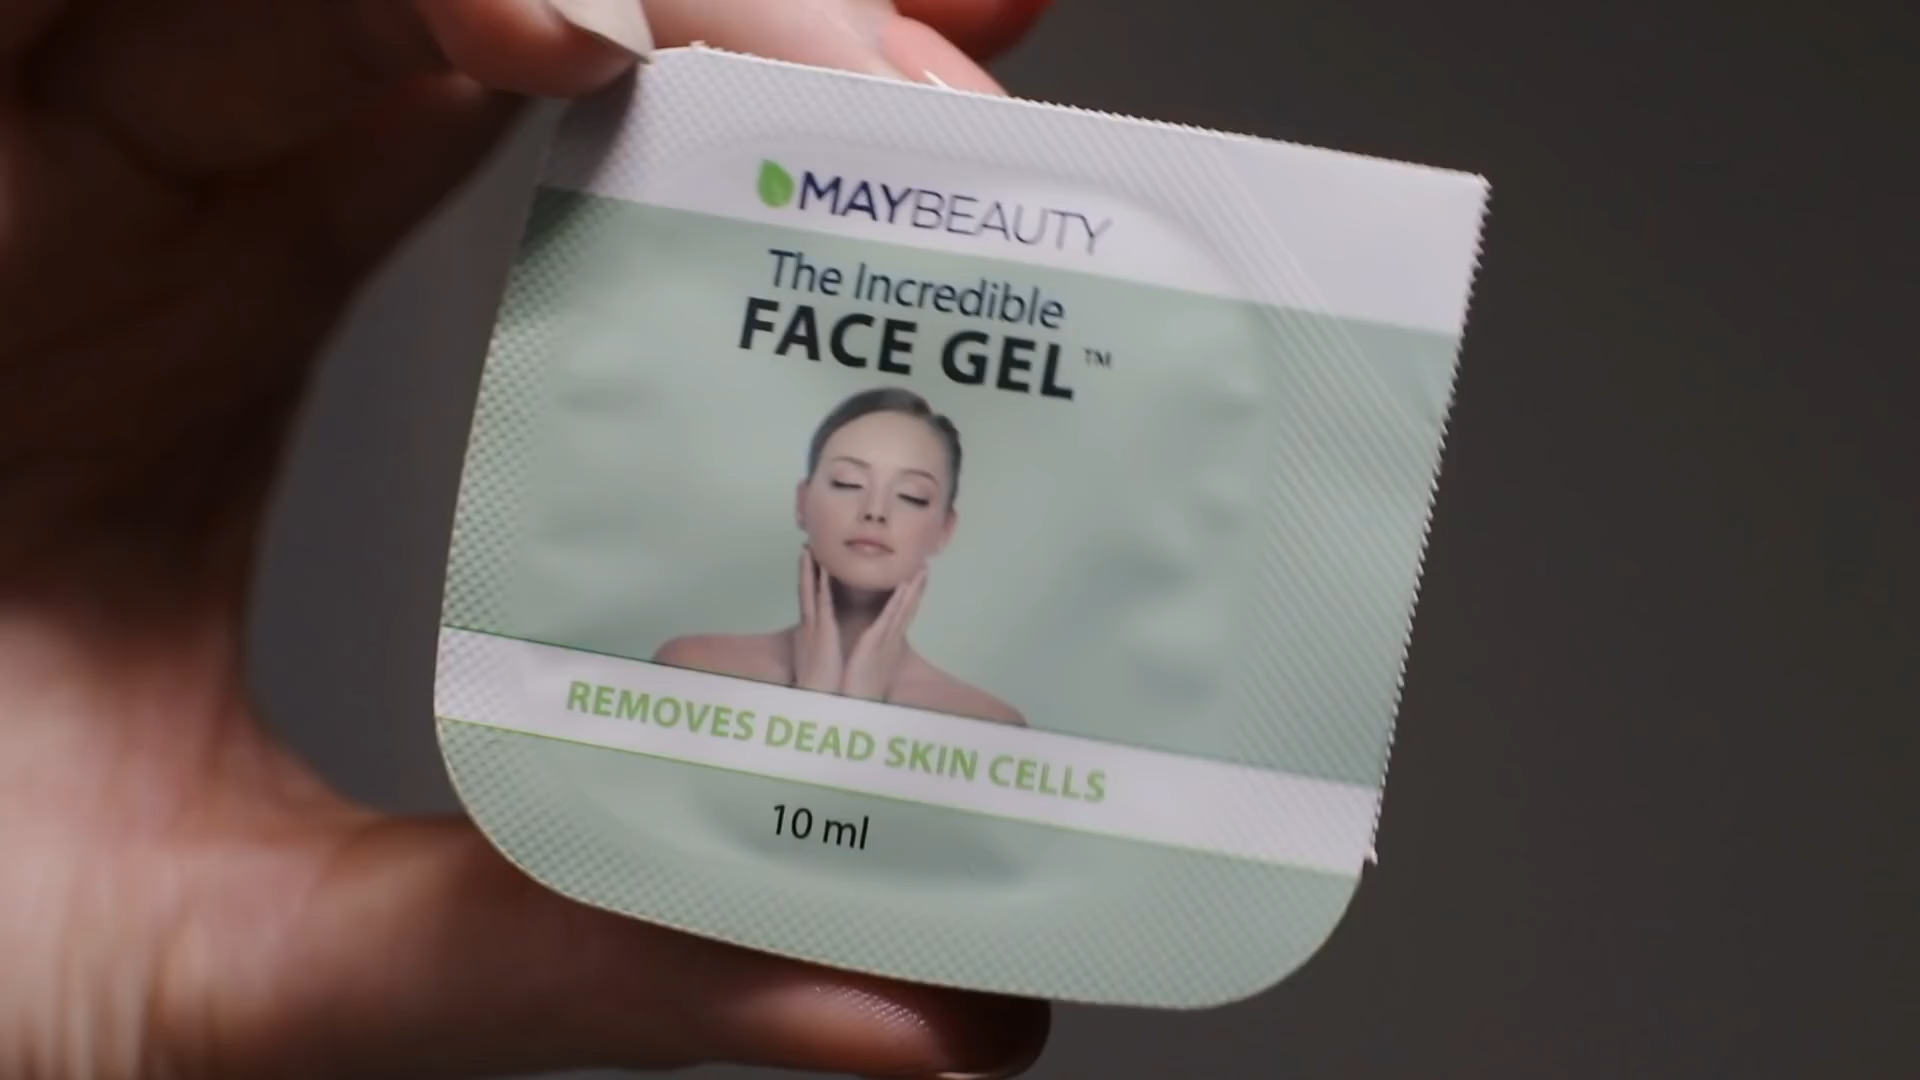 MAYBEAUTY
The Incredible
FACE GEL™
REMOVES DEAD SKIN CELLS
10 ml